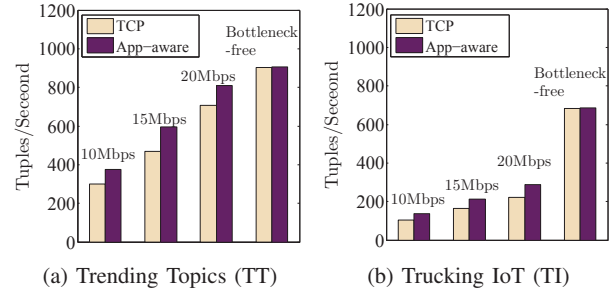 1200
1000
800
600
400
200
0
Tuples/Seceond
TCP
App-aware
10Mbps
15Mbps
20Mbps
Bottleneck
-free
(a) Trending Topics (TT)
1200
1000
800
600
400
200
0
Tuples/Seceond
TCP
App-aware
10Mbps
15Mbps
20Mbps
Bottleneck
-free
(b) Trucking IoT (TI)